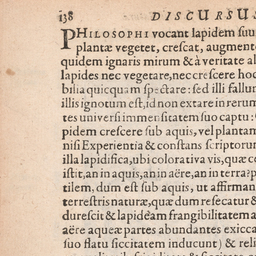 138 DISCURSUS
PHILOSOPHI vocant lapidem suu
plantæ vegetet, crescat, augment
quidem ignaris mirum & à veritate al
lapides nec vegetare, nec crescere hoc
bilia quicquam spectare: sed illi fallun
illis ignotum est, id non extare in rerum
tes universi immensitatem suo captu: C
pidem crescere sub aquis, vel plantam
nisi Experientia & constans scriptorum
illa lapidifica, ubi colorativa vis, quæ co
istit, an in aquis, an in aëre, an in terra? p
tilem, dum est sub aquis, ut affirman
terrestris naturæ, quæ dum resecatur &
durescit & lapideam frangibilitatem a
aëre aqueæ partes abundantes exicca
suo flatu siccitatem inducunt) & reli